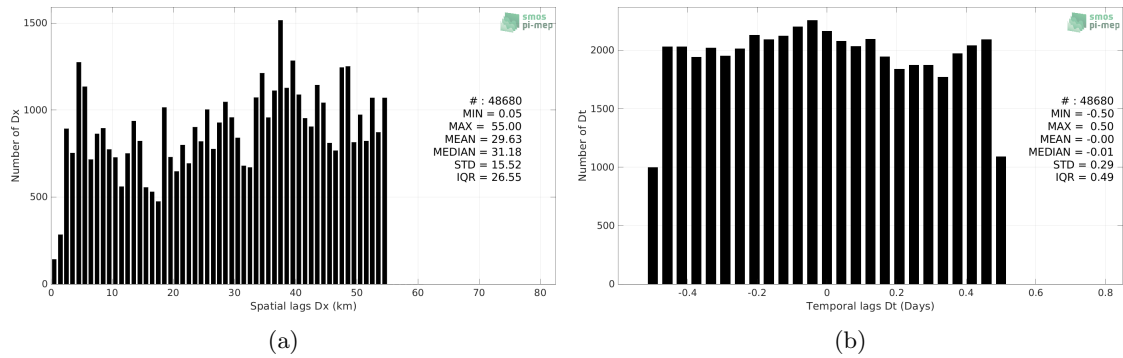 1500
1000
500
0
Number of Dx
0 10 20 30 40 50 60 70 80
Spatial lags Dx (km)
smos
pi-mep
# : 48680
MIN = 0.05
MAX = 55.00
MEAN = 29.63
MEDIAN = 31.18
STD = 15.52
IQR = 26.55
(a)
2000
1500
1000
500
0
Number of Dt
-0.4 -0.2 0 0.2 0.4 0.6 0.8
Temporal lags Dt (Days)
smos
pi-mep
# : 48680
MIN = -0.50
MAX = 0.50
MEAN = -0.00
MEDIAN = -0.01
STD = 0.29
IQR = 0.49
(b)